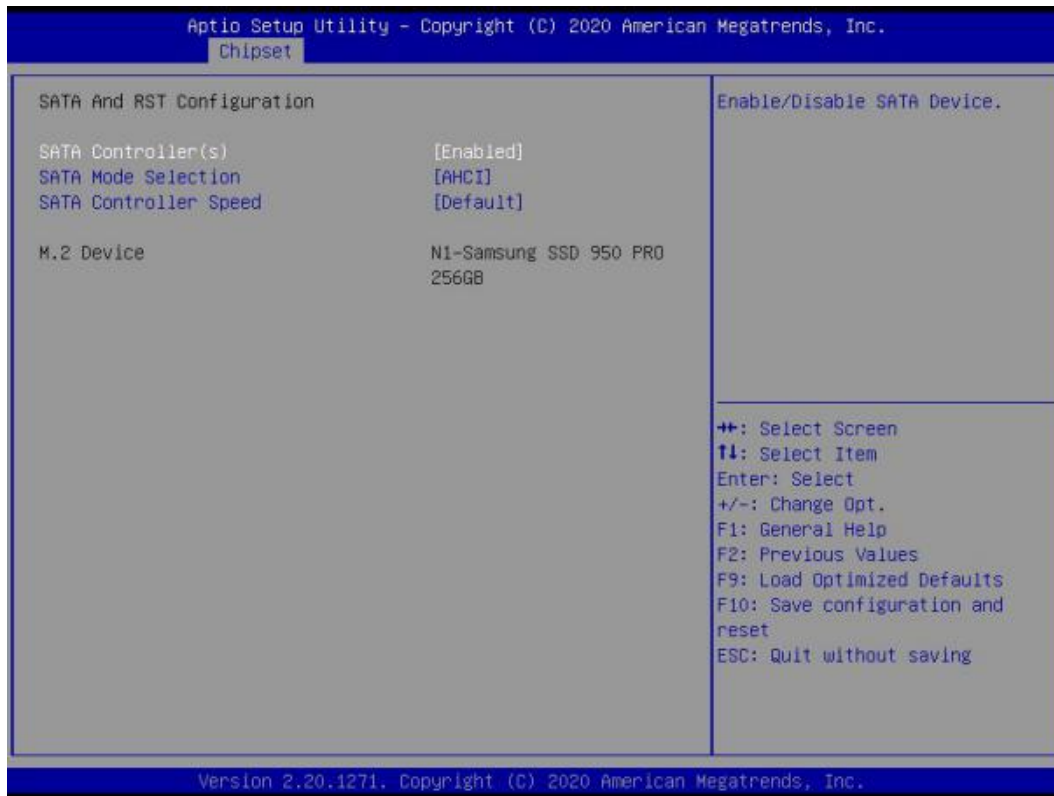 Aptio Setup Utility – Copyright (C) 2020 American Megatrends, Inc.
Chipset
SATA And RST Configuration
SATA Controller(s) [Enabled]
SATA Mode Selection [AHCI]
SATA Controller Speed [Default]
M.2 Device N1-Samsung SSD 950 PRO
256GB
Enable/Disable SATA Device.
→←: Select Screen
↑↓: Select Item
Enter: Select
+/-: Change Opt.
F1: General Help
F2: Previous Values
F9: Load Optimized Defaults
F10: Save configuration and
reset
ESC: Quit without saving
Version 2.20.1271. Copyright (C) 2020 American Megatrends, Inc.